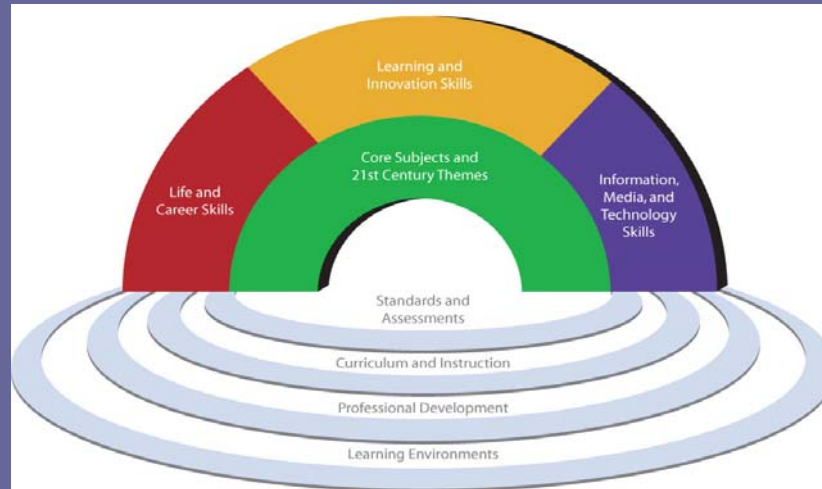 Learning and
Innovation Skills
Core Subjects and
21st Century Themes
Life and
Career Skills
Information,
Media, and
Technology
Skills
Standards and
Assessments
Curriculum and Instruction
Professional Development
Learning Environments